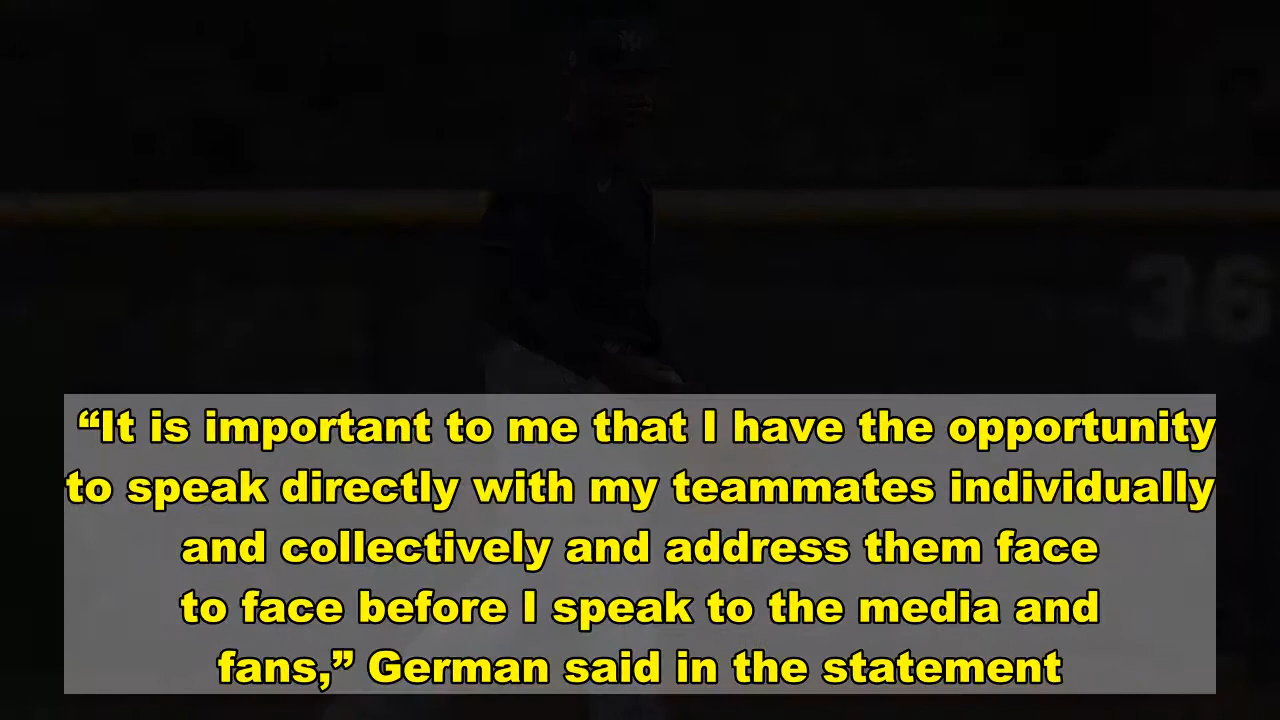 “It is important to me that I have the opportunity
to speak directly with my teammates individually
and collectively and address them face
to face before I speak to the media and
fans,” German said in the statement
36